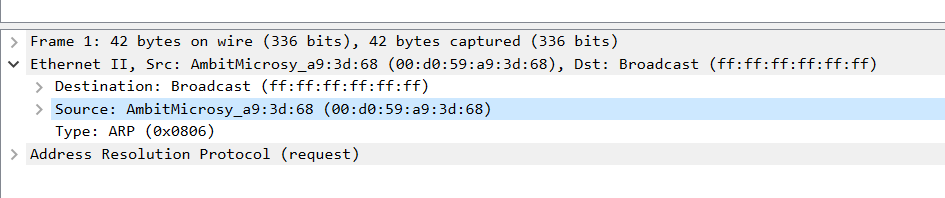 Frame 1: 42 bytes on wire (336 bits), 42 bytes captured (336 bits)
Ethernet II, Src: AmbitMicrosy_a9:3d:68 (00:d0:59:a9:3d:68), Dst: Broadcast (ff:ff:ff:ff:ff:ff)
Destination: Broadcast (ff:ff:ff:ff:ff:ff)
Source: AmbitMicrosy_a9:3d:68 (00:d0:59:a9:3d:68)
Type: ARP (0x0806)
Address Resolution Protocol (request)